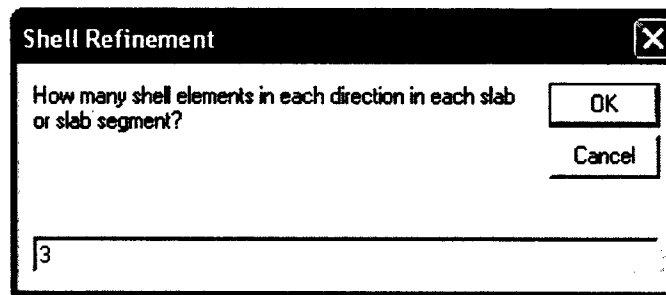 Shell Refinement
How many shell elements in each direction in each slab
or slab segment?
OK
Cancel
3